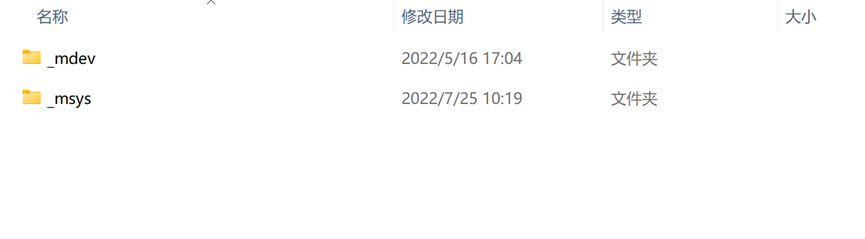 名称 修改日期 类型 大小
_mdev 2022/5/16 17:04 文件夹
_msys 2022/7/25 10:19 文件夹